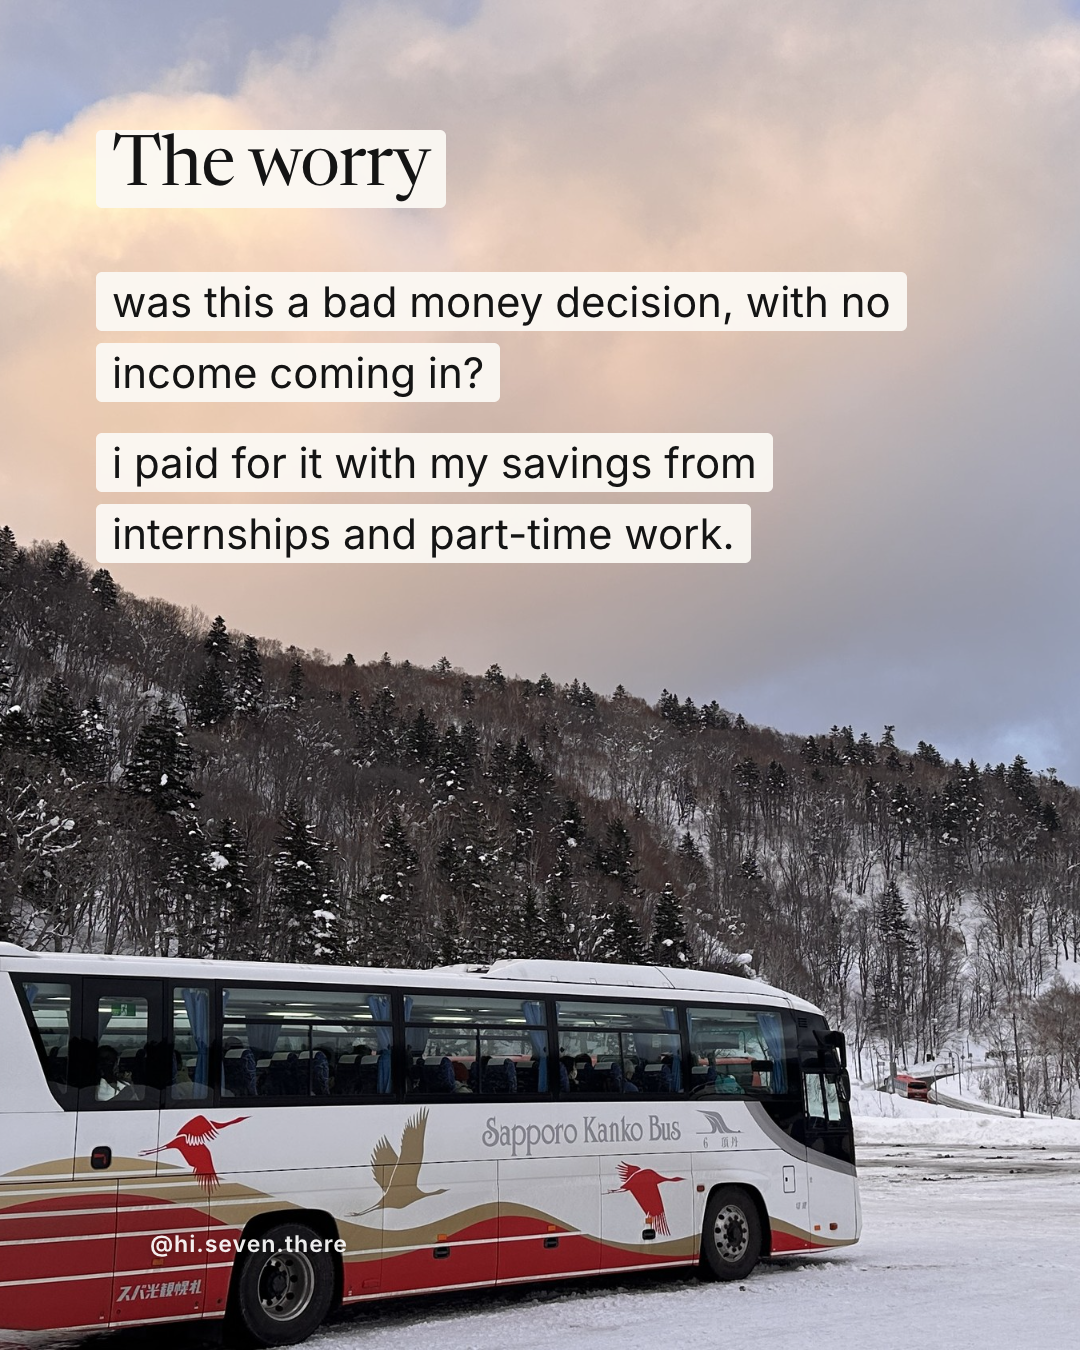 The worry
was this a bad money decision, with no
income coming in?
i paid for it with my savings from
internships and part-time work.
Sapporo Kanko Bus
@hi.seven.there